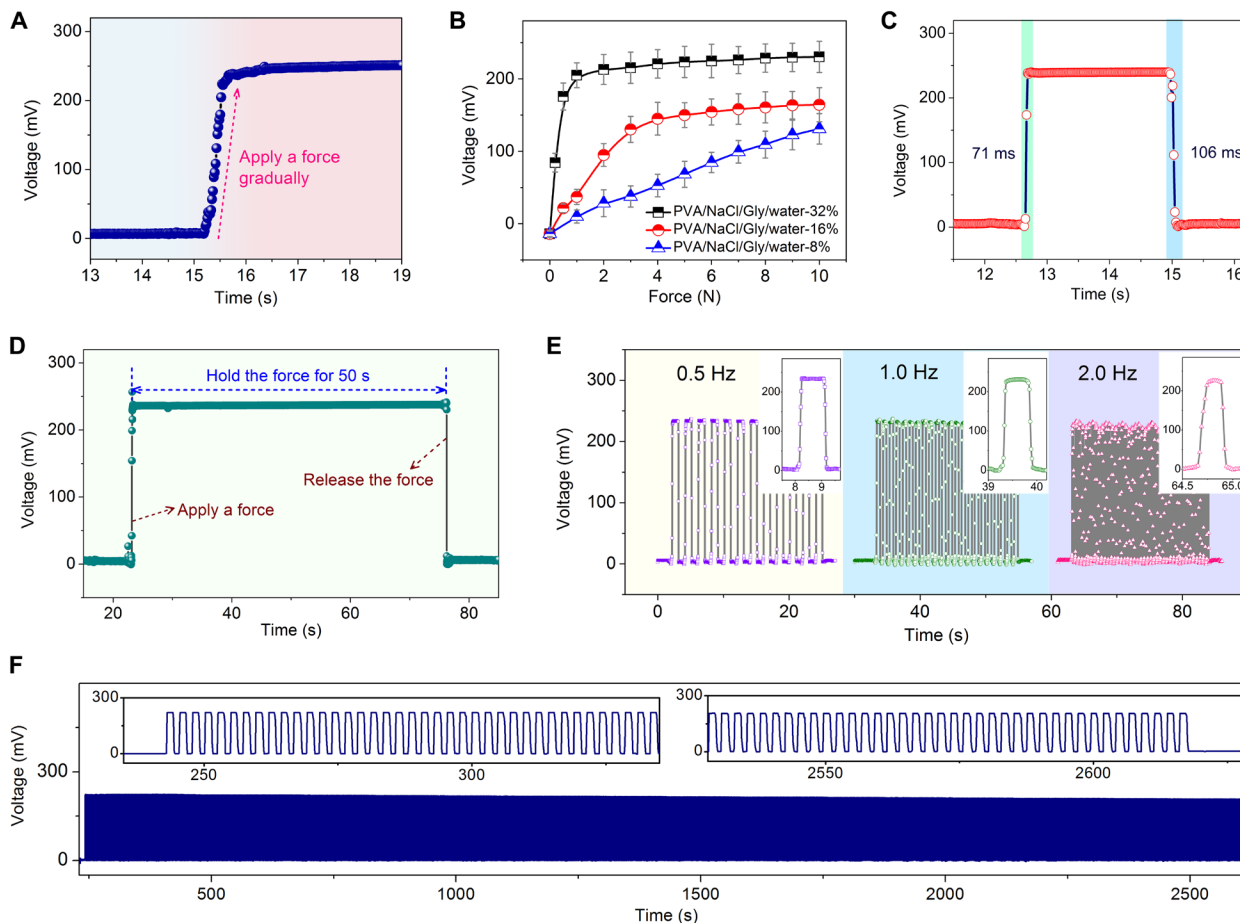 A
Voltage (mV)
300
200
100
0
Apply a force
gradually
13 14 15 16 17 18 19
Time (s)
B
Voltage (mV)
200
100
0
PVA/NaCl/Gly/water-32%
PVA/NaCl/Gly/water-16%
PVA/NaCl/Gly/water-8%
0 2 4 6 8 10
Force (N)
C
Voltage (mV)
300
200
100
0
71 ms
106 ms
12 13 14 15 16
Time (s)
D
Voltage (mV)
300
200
100
0
Hold the force for 50 s
Release the force
Apply a force
20 40 60 80
Time (s)
E
Voltage (mV)
300
200
100
0
0.5 Hz
200
100
0
8 9
1.0 Hz
200
100
0
39 40
2.0 Hz
200
100
0
64.5 65.0
0 20 40 60 80
Time (s)
F
Voltage (mV)
300
0
300
0
250 300
300
0
2550 2600
500 1000 1500 2000 2500
Time (s)